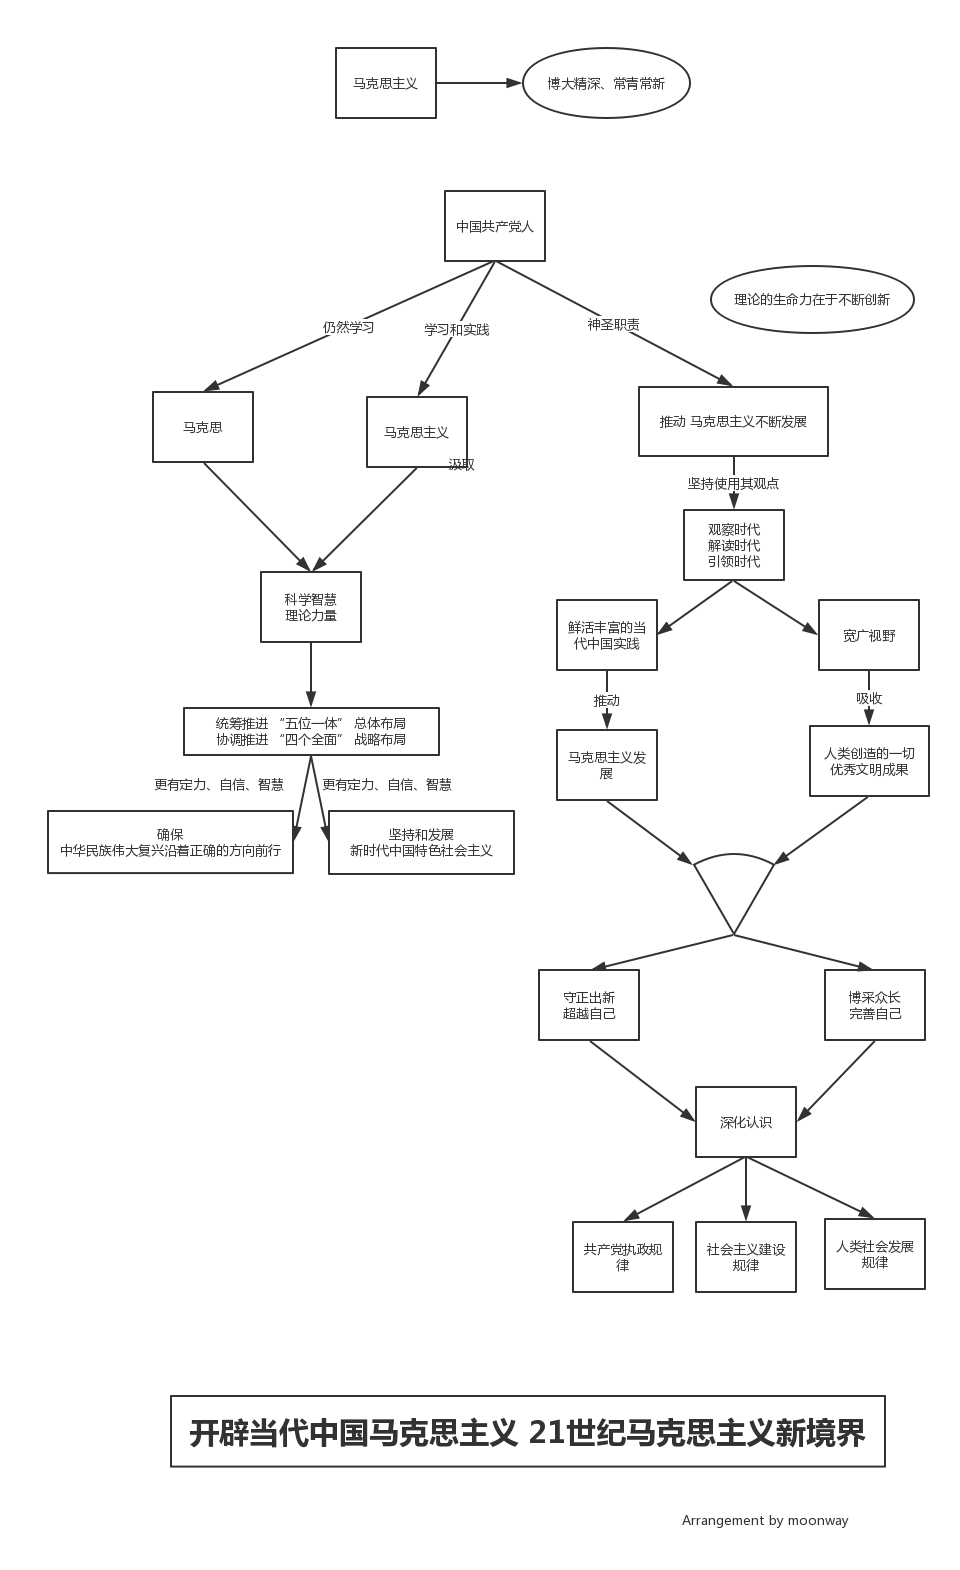 马克思主义
博大精深、常青常新
中国共产党人
理论的生命力在于不断创新
仍然学习
学习和实践
神圣职责
马克思
马克思主义
汲取
推动 马克思主义不断发展
坚持使用其观点
观察时代
解读时代
引领时代
科学智慧
理论力量
鲜活丰富的当
代中国实践
宽广视野
推动
吸收
统筹推进 “五位一体” 总体布局
协调推进 “四个全面” 战略布局
马克思主义发
展
人类创造的一切
优秀文明成果
更有定力、自信、智慧
更有定力、自信、智慧
确保
中华民族伟大复兴沿着正确的方向前行
坚持和发展
新时代中国特色社会主义
守正出新
超越自己
博采众长
完善自己
深化认识
共产党执政规
律
社会主义建设
规律
人类社会发展
规律
开辟当代中国马克思主义 21世纪马克思主义新境界
Arrangement by moonway